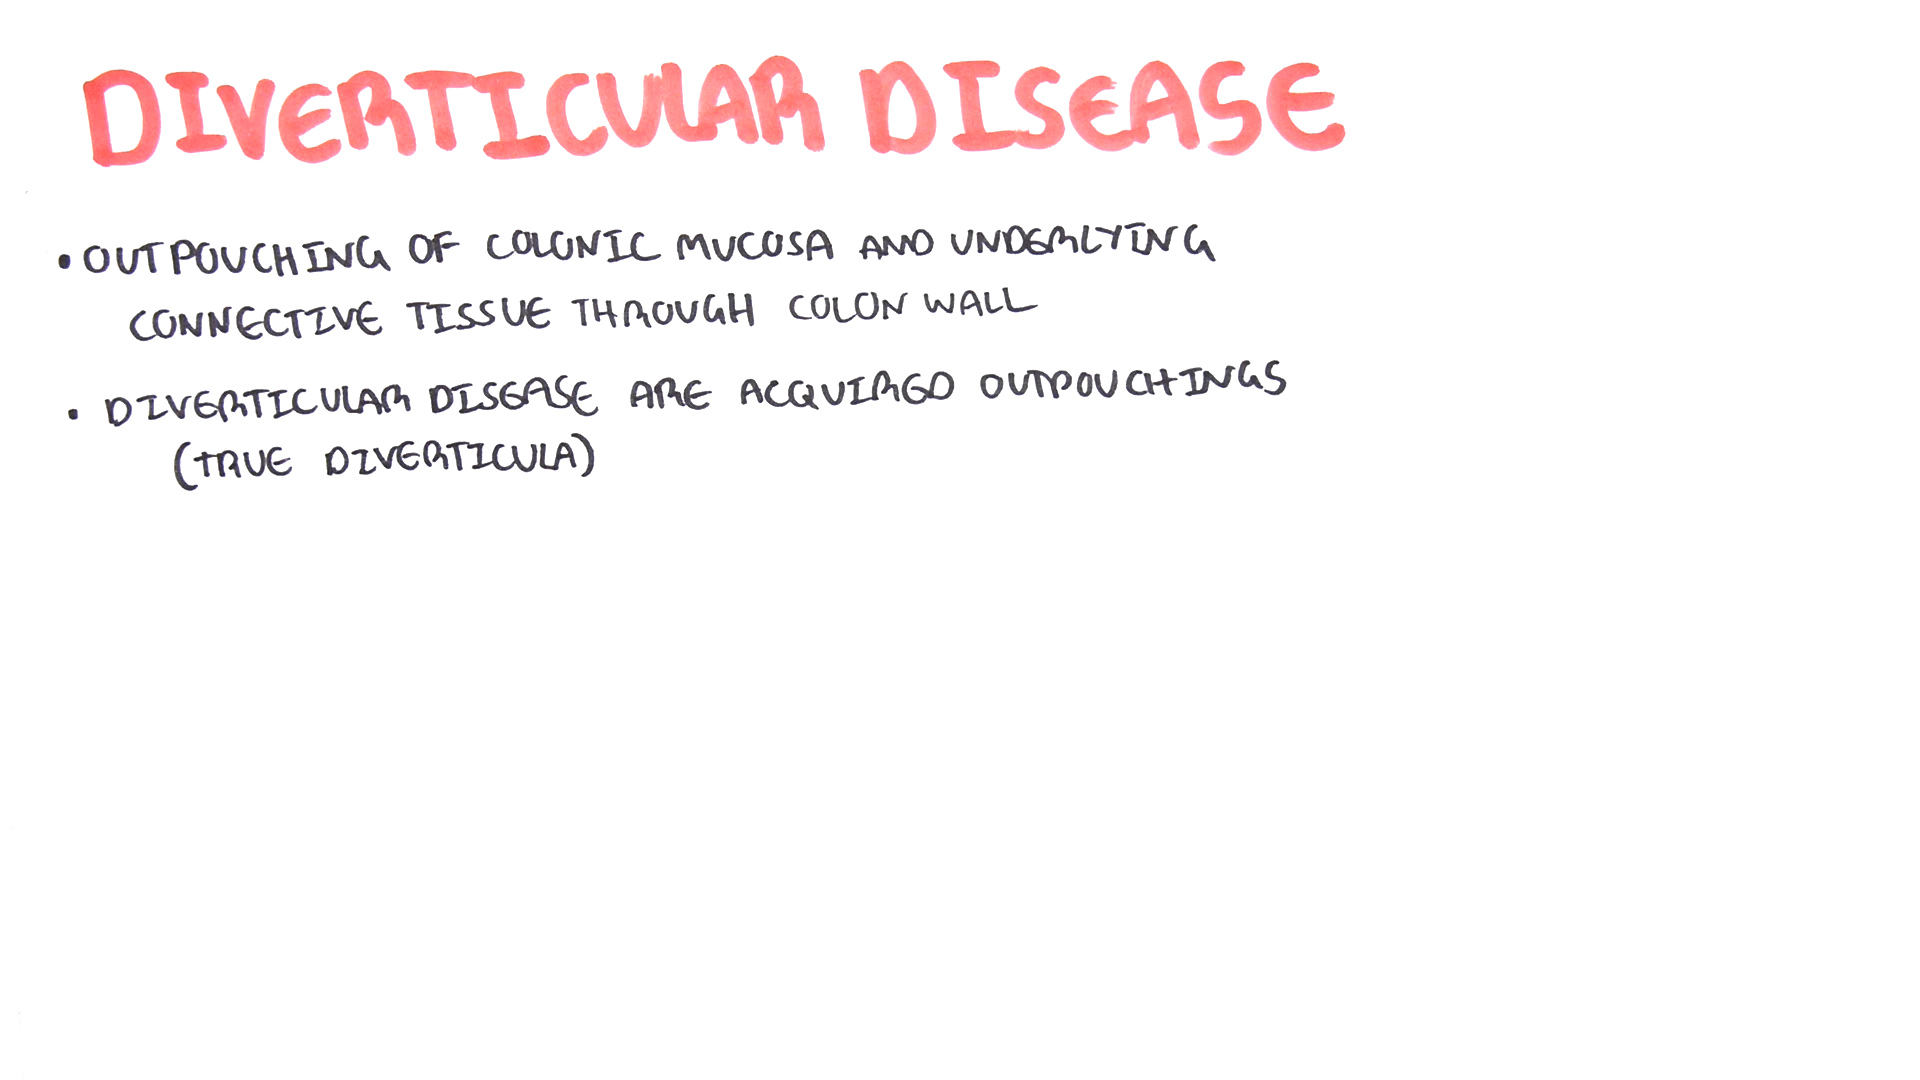 DIVERTICULAR DISEASE
• OUTPOUCHING OF COLONIC MUCOSA AND UNDERLYING
CONNECTIVE TISSUE THROUGH COLON WALL
• DIVERTICULAR DISEASE ARE ACQUIRED OUTPOUCHINGS
(TRUE DIVERTICULA)